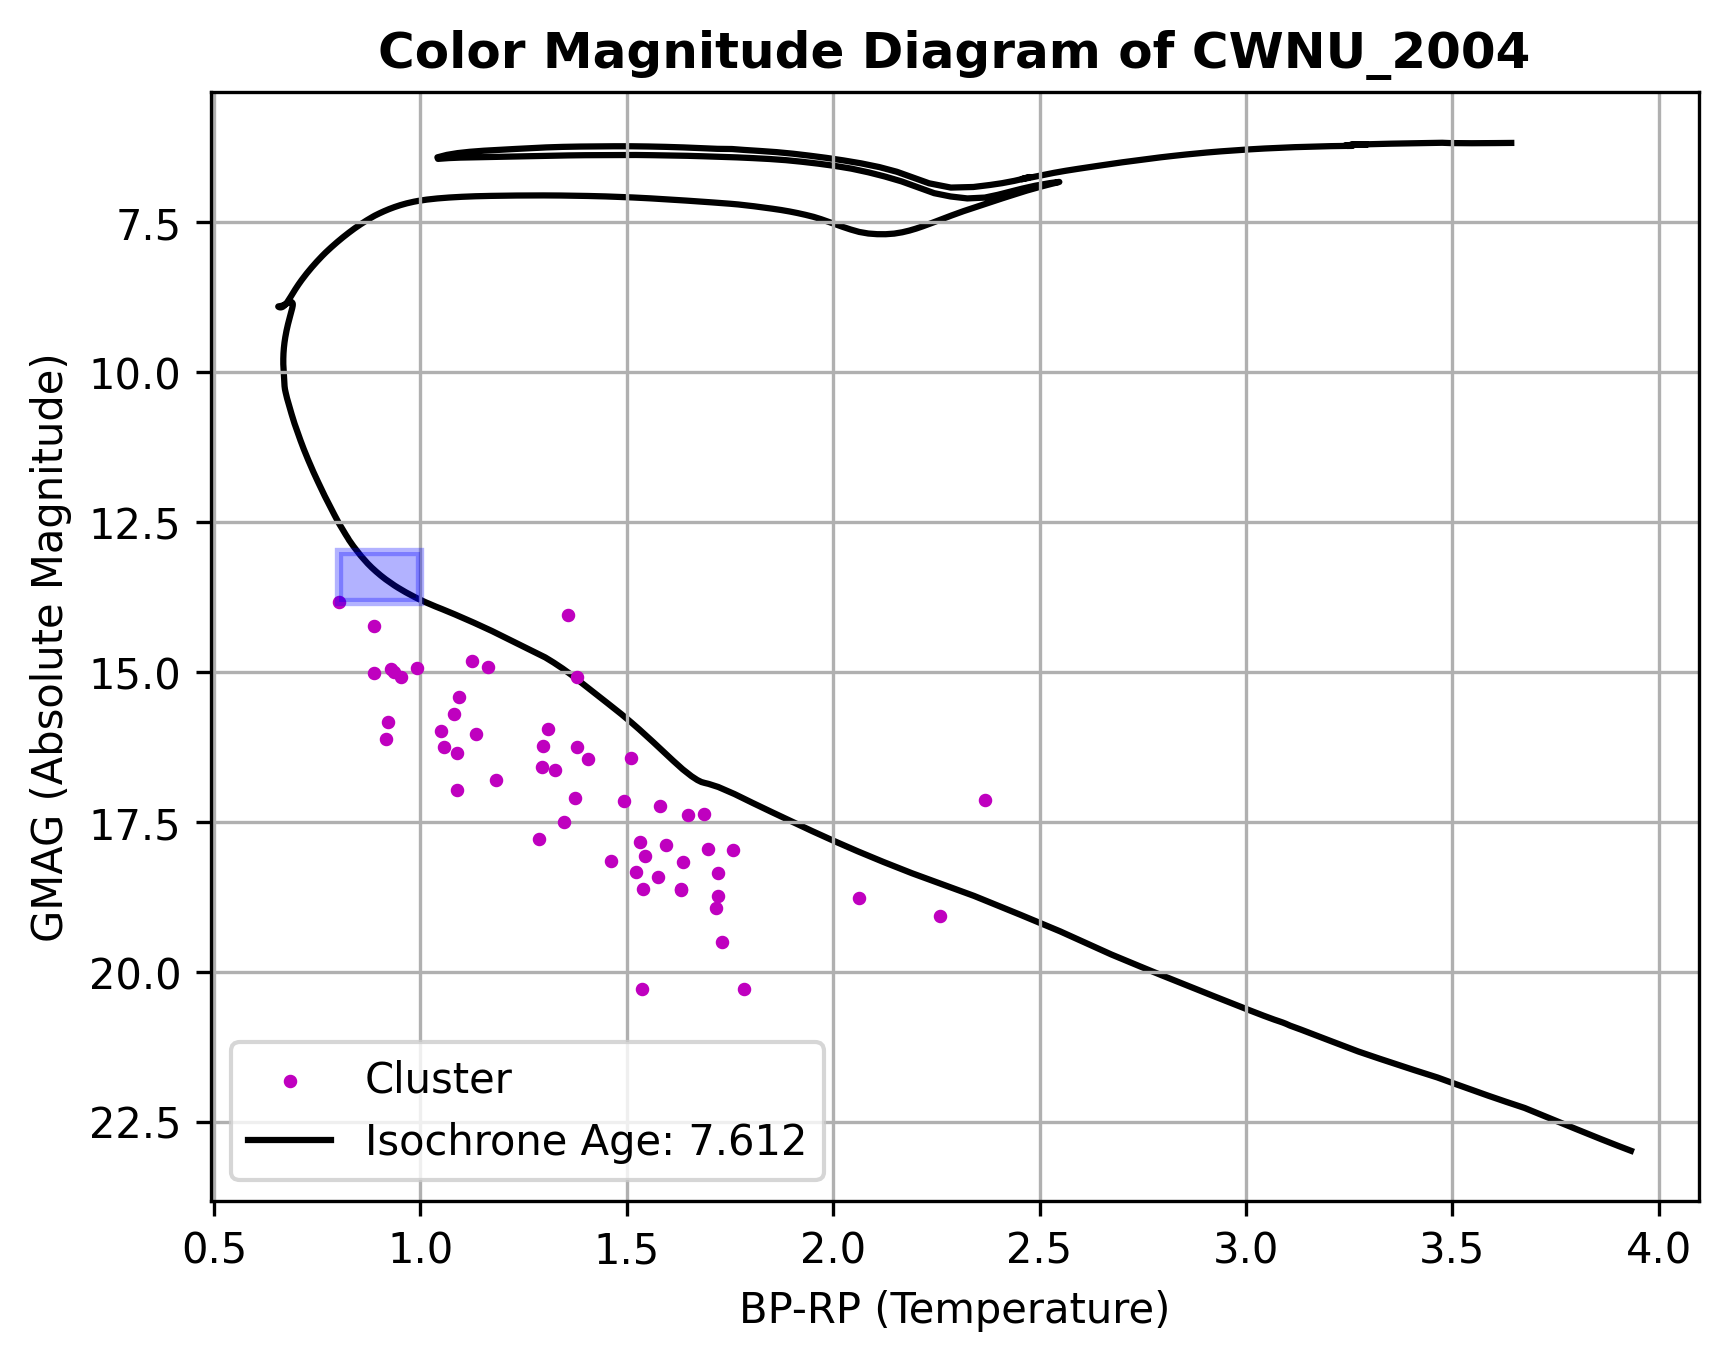 Color Magnitude Diagram of CWNU_2004
GMAG (Absolute Magnitude)
7.5
10.0
12.5
15.0
17.5
20.0
22.5
Cluster
Isochrone Age: 7.612
0.5 1.0 1.5 2.0 2.5 3.0 3.5 4.0
BP-RP (Temperature)